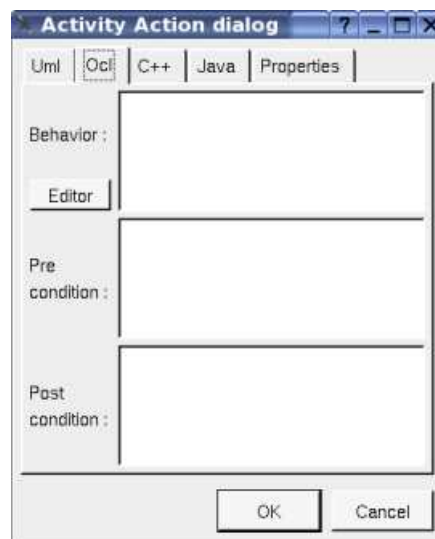 Activity Action dialog ? _ X
Uml Ocl C++ Java Properties
Behavior :
Editor
Pre
condition :
Post
condition :
OK Cancel